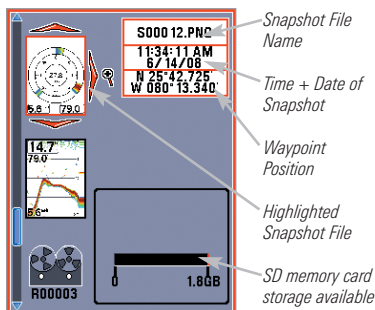 S00012.PNG
11:34:11 AM
6/14/08
N 25°42.725'
W 080°13.340'
27.8
5.6
79.0
14.7'
79.0
5.6
R00003
0
1.8GB
Snapshot File
Name
Time + Date of
Snapshot
Waypoint
Position
Highlighted
Snapshot File
SD memory card
storage available